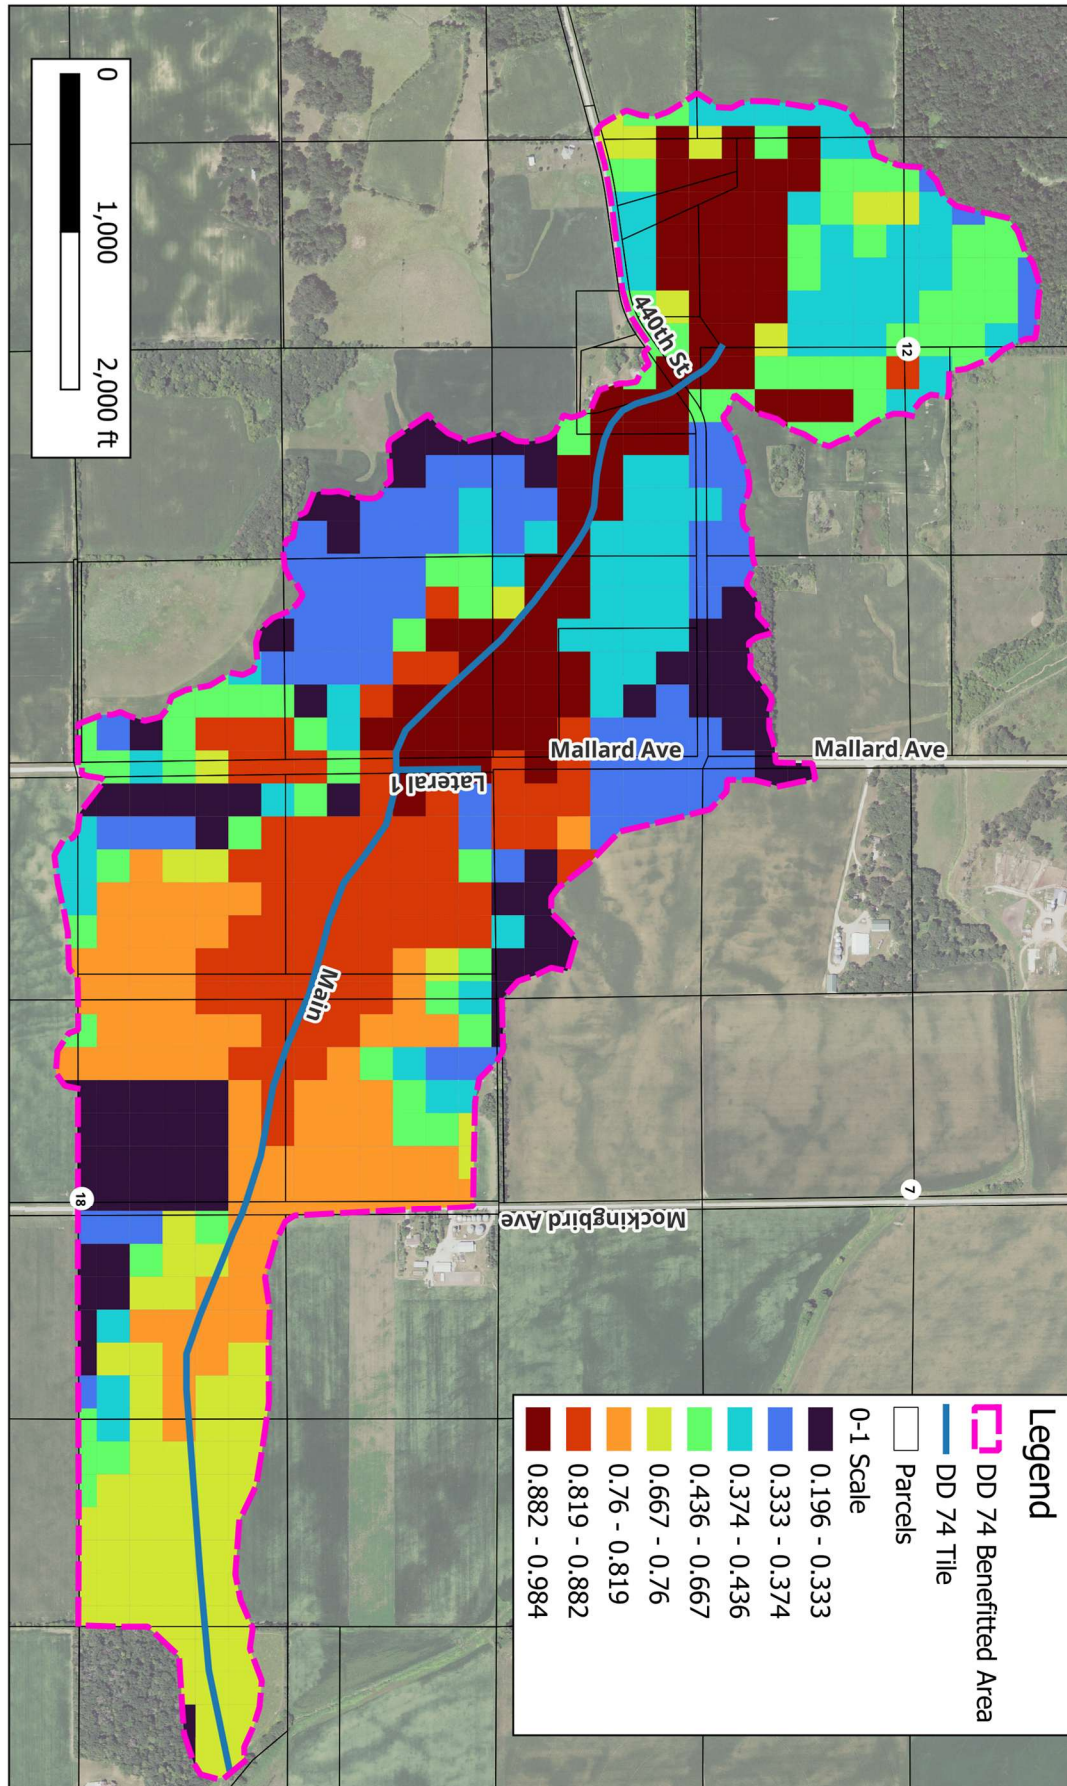 Legend
DD 74 Benefitted Area
DD 74 Tile
Parcels
0-1 Scale
0.196 - 0.333
0.333 - 0.374
0.374 - 0.436
0.436 - 0.667
0.667 - 0.76
0.76 - 0.819
0.819 - 0.882
0.882 - 0.984
12
7
18
440th St
Mallard Ave
Mallard Ave
Lateral 1
Main
Mockingbird Ave
0 1,000 2,000 ft